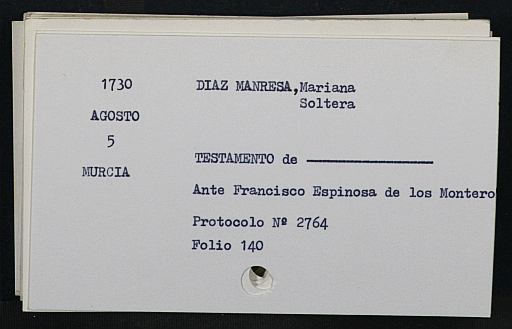 1730
DIAZ MANRESA,Mariana
Soltera
AGOSTO
5
MURCIA
TESTAMENTO de ————————
Ante Francisco Espinosa de los Montero
Protocolo Nº 2764
Folio 140